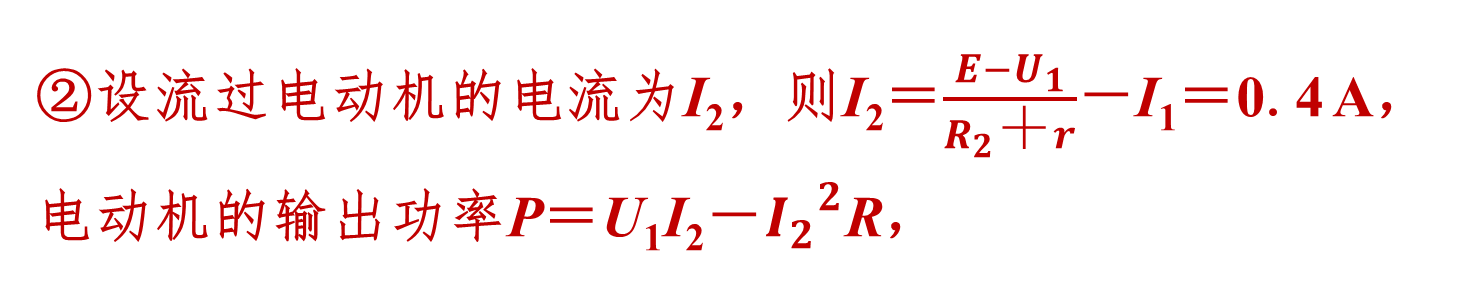 ②设流过电动机的电流为I₂，则I₂＝\frac{E−U₁}{R₂＋r}－I₁＝0.4 A，
电动机的输出功率P＝U₁I₂－I₂²R，